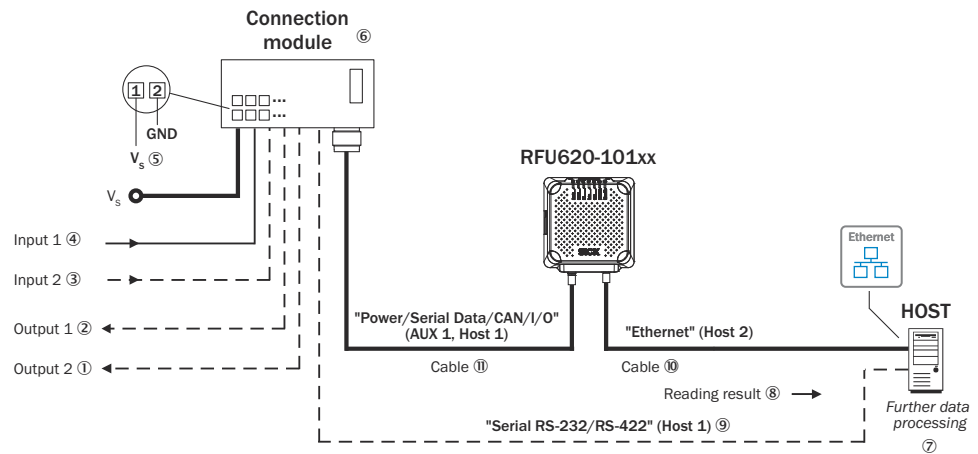 Connection
module ⑥
1 2
GND
Vs ⑤
Vs
RFU620-101xx
SICK
Input 1 ④
Input 2 ③
Output 1 ②
Output 2 ①
"Power/Serial Data/CAN/I/O"
(AUX 1, Host 1)
Cable ⑪
"Ethernet" (Host 2)
Cable ⑩
Ethernet
HOST
Reading result ⑧
"Serial RS-232/RS-422" (Host 1) ⑨
Further data
processing
⑦